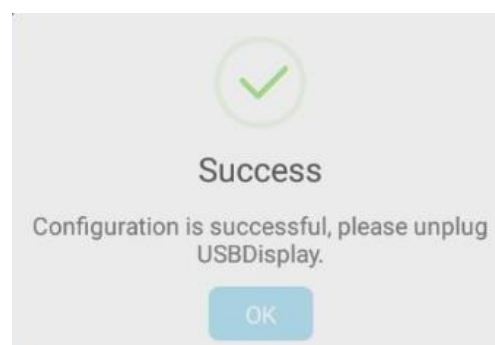 Success
Configuration is successful, please unplug
USBDisplay.
OK